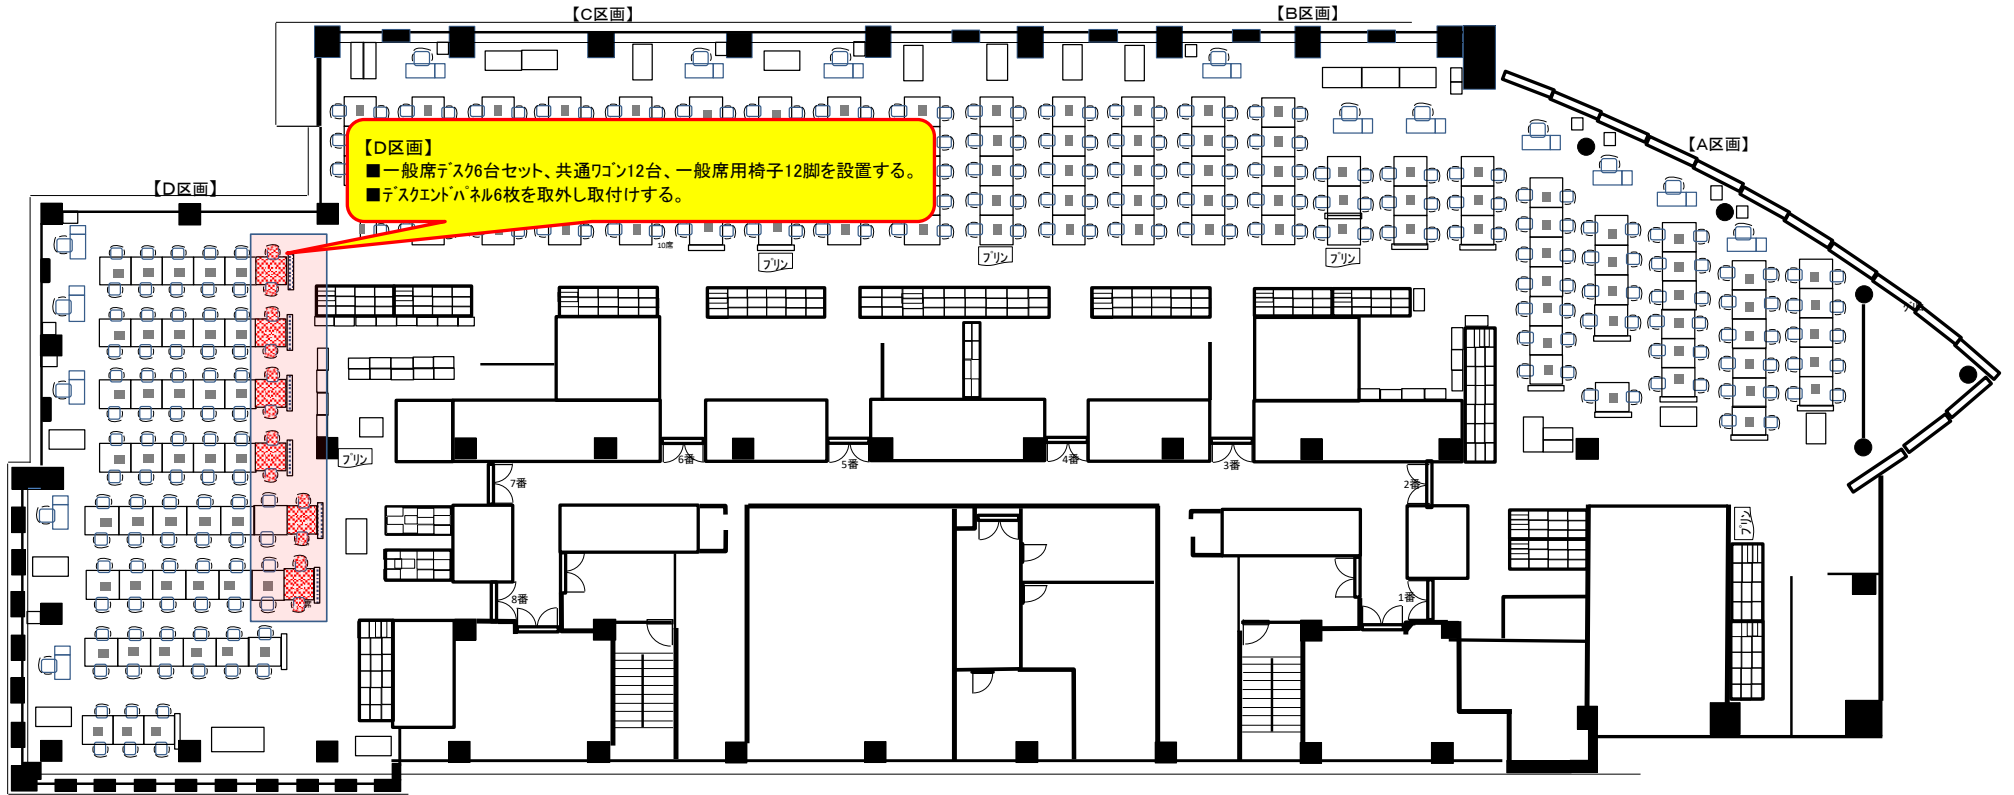 【C区画】
【B区画】
【A区画】
【D区画】
【D区画】
■一般席ﾃﾞｽｸ6台セット、共通ﾜｺﾞﾝ12台、一般席用椅子12脚を設置する。
■ﾃﾞｽｸｴﾝﾄﾞﾊﾟﾈﾙ6枚を取外し取付けする。
10席
プリン
プリン
プリン
プリン
6番
5番
4番
3番
7番
2番
プリン
8番
1番
席